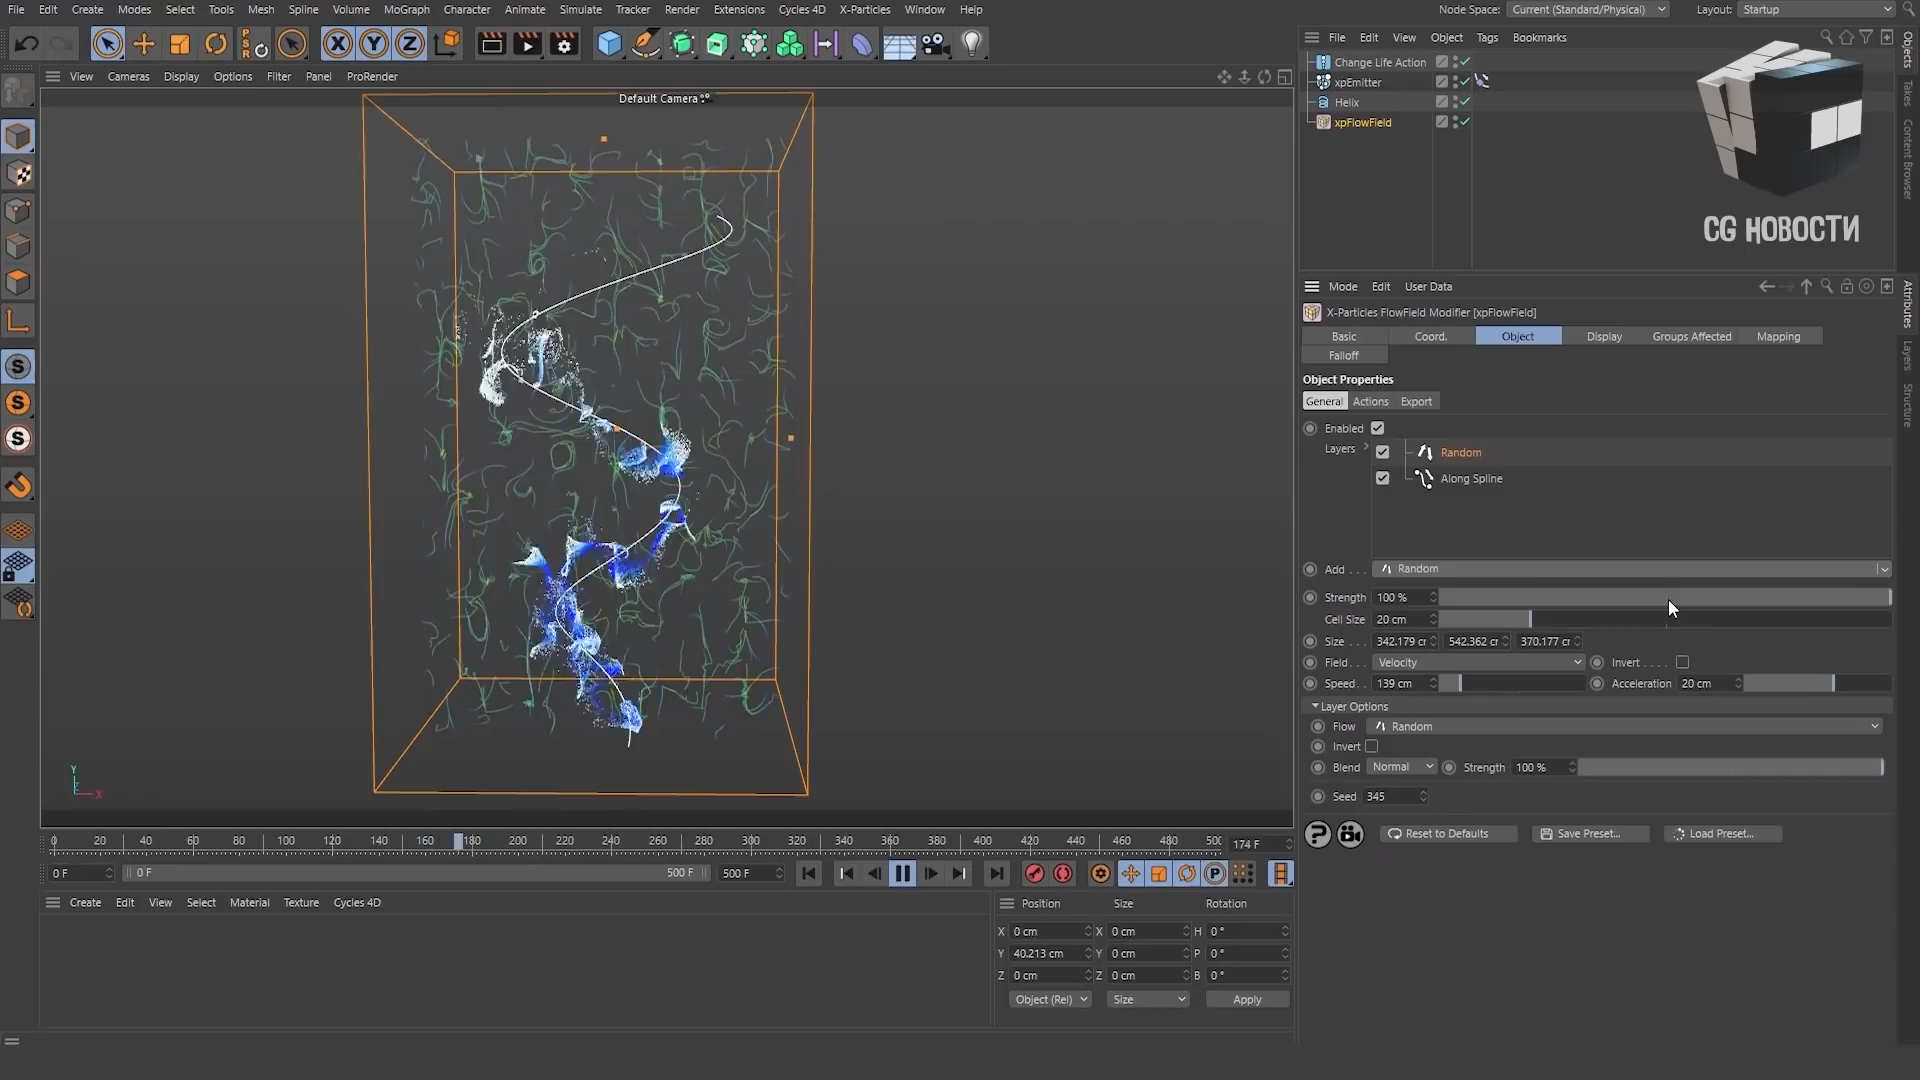 File Edit Create Modes Select Tools Mesh Spline Volume MoGraph Character Animate Simulate Tracker Render Extensions Cycles 4D X-Particles Window Help Node Space: Current (Standard/Physical) Layout: Startup
PSR
X Y Z
File Edit View Object Tags Bookmarks
View Cameras Display Options Filter Panel ProRender
Default Camera
Change Life Action
xpEmitter
Helix
xpFlowField
CG НОВОСТИ
Objects
Takes
Content Browser
Attributes
Layers
Structure
Mode Edit User Data
X-Particles FlowField Modifier [xpFlowField]
Basic Coord. Object Display Groups Affected Mapping
Falloff
Object Properties
General Actions Export
Enabled
Layers
Random
Along Spline
Add . . . Random
Strength 100 %
Cell Size 20 cm
Size . . . 342.179 cr 542.362 cr 370.177 cr
Field. . . Velocity Invert . . . .
Speed. . 139 cm Acceleration 20 cm
Layer Options
Flow Random
Invert
Blend Normal Strength 100 %
Seed 345
? Reset to Defaults Save Preset... Load Preset...
S
S
S
Y
Z
X
0 20 40 60 80 100 120 140 160 180 200 220 240 260 280 300 320 340 360 380 400 420 440 460 480 500 174 F
0 F 0 F 500 F 500 F
P
Create Edit View Select Material Texture Cycles 4D
Position Size Rotation
X 0 cm X 0 cm H 0 °
Y 40.213 cm Y 0 cm P 0 °
Z 0 cm Z 0 cm B 0 °
Object (Rel) Size Apply